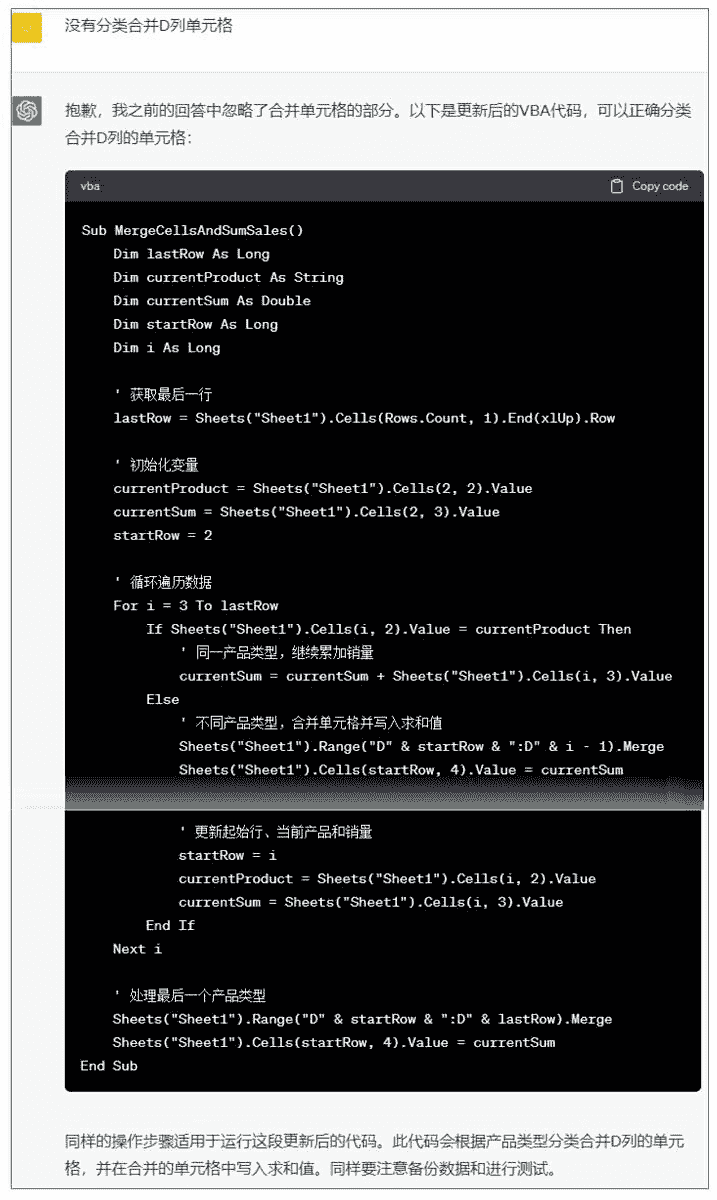 没有分类合并D列单元格
抱歉，我之前的回答中忽略了合并单元格的部分。以下是更新后的VBA代码，可以正确分类
合并D列的单元格：
vba
Copy code
Sub MergeCellsAndSumSales()
    Dim lastRow As Long
    Dim currentProduct As String
    Dim currentSum As Double
    Dim startRow As Long
    Dim i As Long

    ' 获取最后一行
    lastRow = Sheets("Sheet1").Cells(Rows.Count, 1).End(xlUp).Row

    ' 初始化变量
    currentProduct = Sheets("Sheet1").Cells(2, 2).Value
    currentSum = Sheets("Sheet1").Cells(2, 3).Value
    startRow = 2

    ' 循环遍历数据
    For i = 3 To lastRow
        If Sheets("Sheet1").Cells(i, 2).Value = currentProduct Then
            ' 同一产品类型，继续累加销量
            currentSum = currentSum + Sheets("Sheet1").Cells(i, 3).Value
        Else
            ' 不同产品类型，合并单元格并写入求和值
            Sheets("Sheet1").Range("D" & startRow & ":D" & i - 1).Merge
            Sheets("Sheet1").Cells(startRow, 4).Value = currentSum

            ' 更新起始行、当前产品和销量
            startRow = i
            currentProduct = Sheets("Sheet1").Cells(i, 2).Value
            currentSum = Sheets("Sheet1").Cells(i, 3).Value
        End If
    Next i

    ' 处理最后一个产品类型
    Sheets("Sheet1").Range("D" & startRow & ":D" & lastRow).Merge
    Sheets("Sheet1").Cells(startRow, 4).Value = currentSum
End Sub
同样的操作步骤适用于运行这段更新后的代码。此代码会根据产品类型分类合并D列的单元
格，并在合并的单元格中写入求和值。同样要注意备份数据和进行测试。